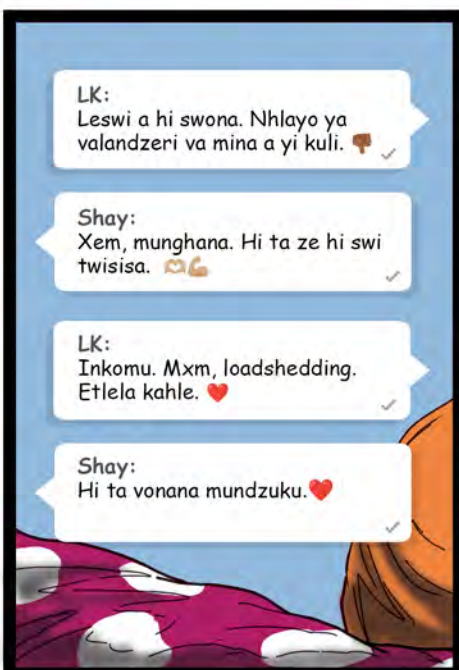 LK:
Leswi a hi swona. Nhlayo ya
valandzeri va mina a yi kuli. 👎🏾
Shay:
Xem, munghana. Hi ta ze hi swi
twisisa. 🫶🏼💪🏼
LK:
Inkomu. Mxm, loadshedding.
Etlela kahle. ❤️
Shay:
Hi ta vonana mundzuku.❤️